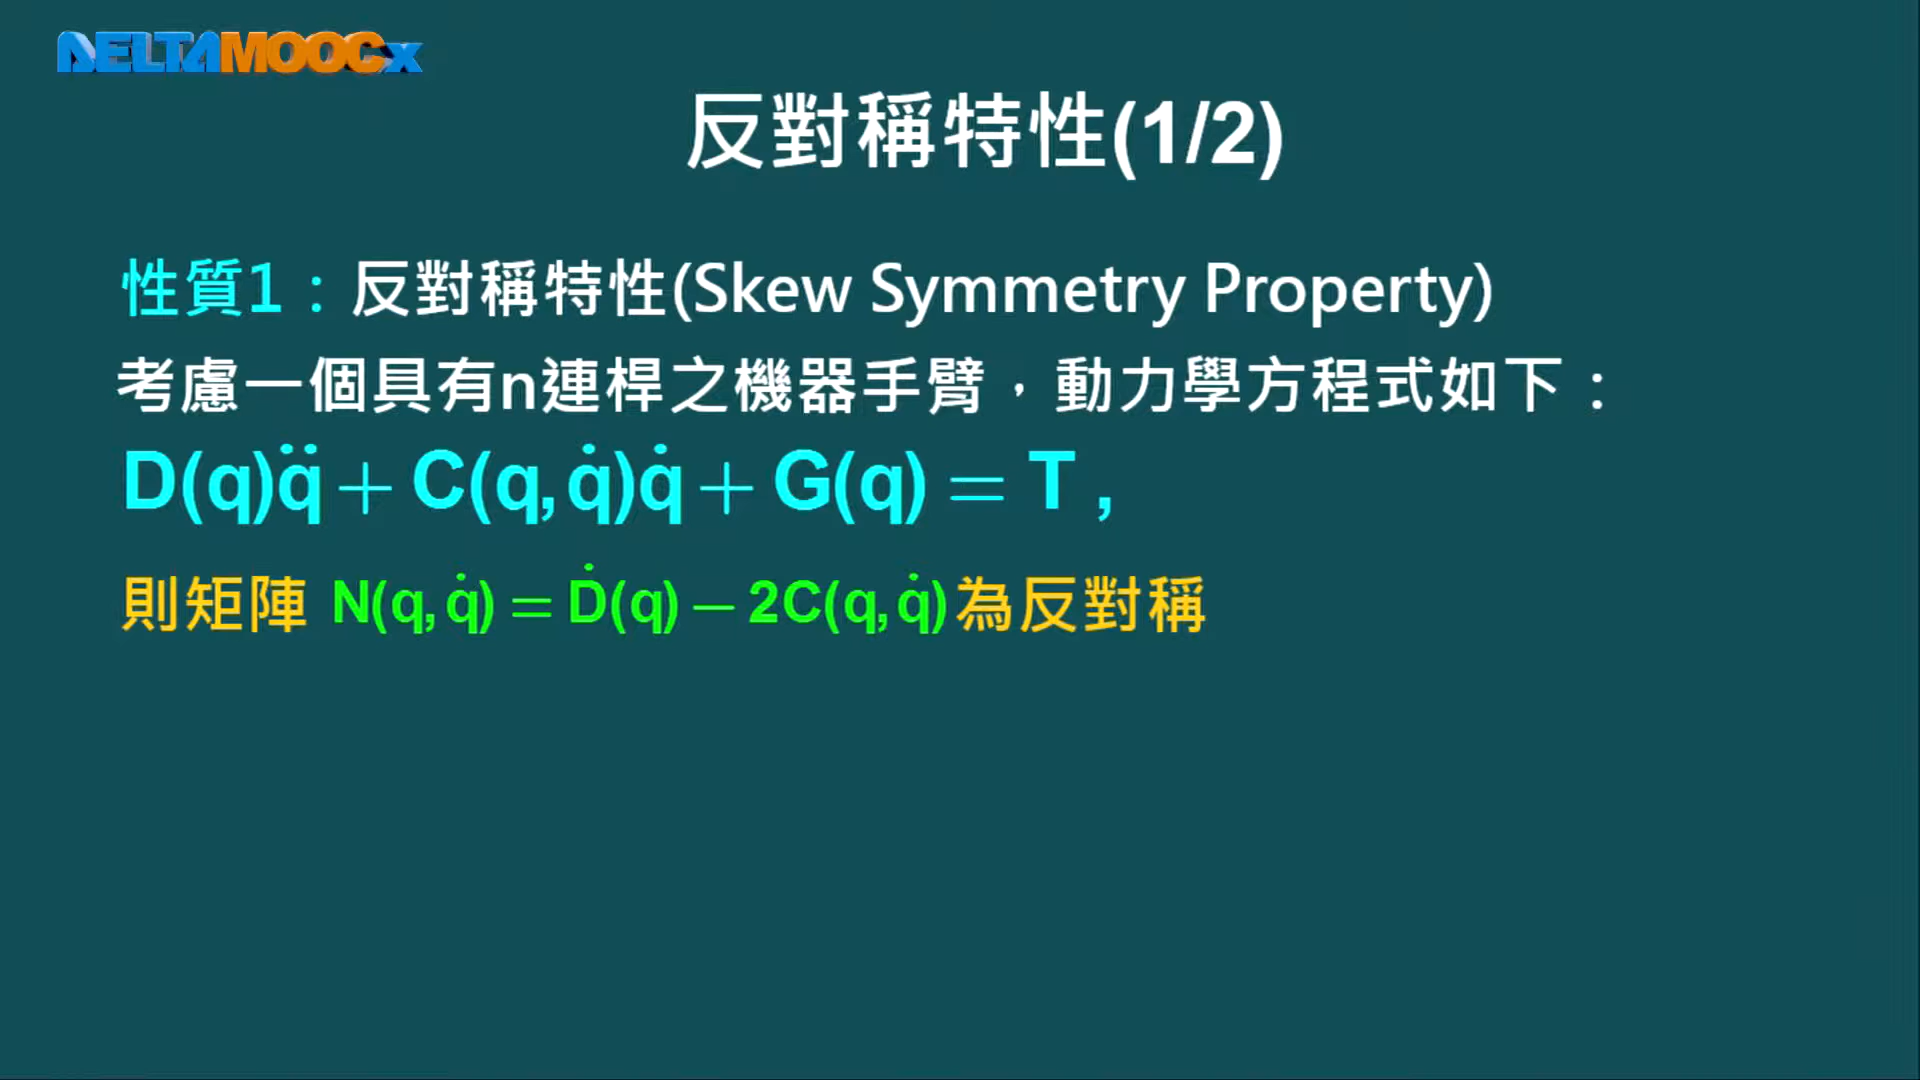 DELTAMOOCx
反對稱特性(1/2)
性質1：反對稱特性(Skew Symmetry Property)
考慮一個具有n連桿之機器手臂，動力學方程式如下：
D(q)q̈ + C(q, q̇)q̇ + G(q) = T ,
則矩陣 N(q, q̇) = Ḋ(q) − 2C(q, q̇)為反對稱